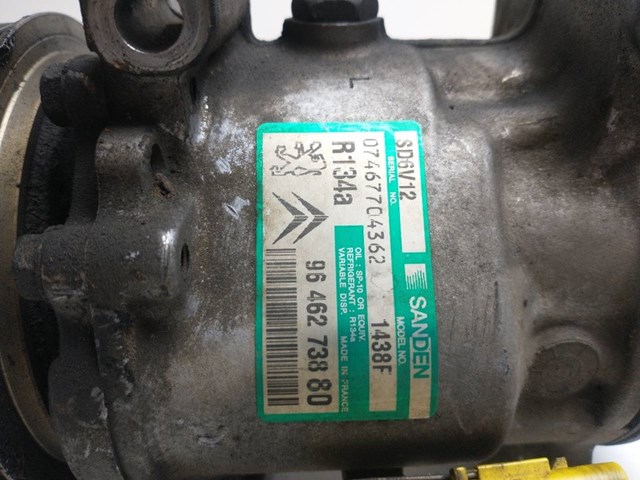 SD6V12
SANDEN
SERIAL NO.
MODEL NO.
07467704362
1438F
R134a
OIL : SP-10 OR EQUIV.
REFRIGERANT : R134a
VARIABLE DISP.
MADE IN FRANCE
96 462 738 80
L